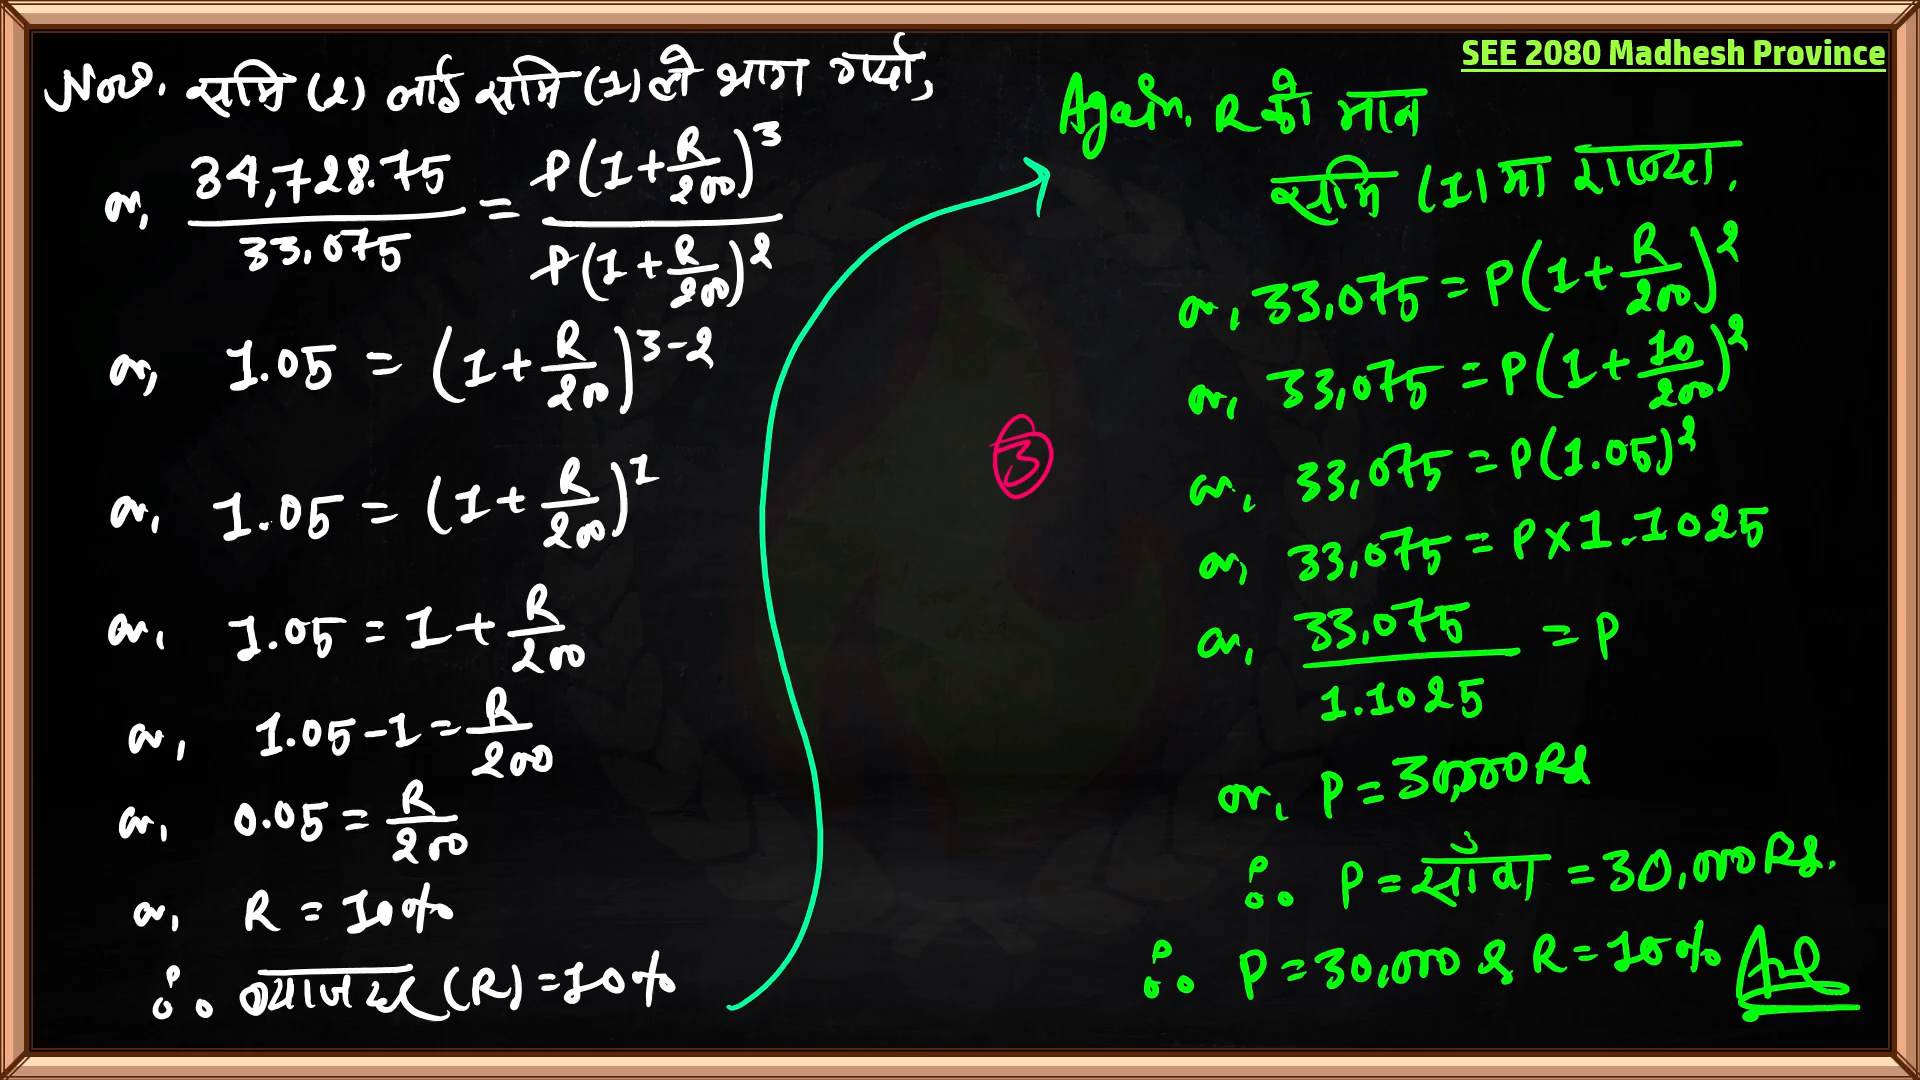 SEE 2080 Madhesh Province
Now. समि (2) लाई समि (1) ले भाग गर्दा,
or, 34,728.75 / 33,075 = P(1+R/200)^3 / P(1+R/200)^2
or, 1.05 = (1+R/200)^3-2
or, 1.05 = (1+R/200)^1
or, 1.05 = 1+R/200
or, 1.05-1=R/200
or, 0.05 = R/200
or, R = 10%
∴ ब्याजदर (R) = 10%
3
Again, R को मान
समि (1) मा राख्दा,
or, 33,075 = P(1+R/200)^2
or, 33,075 = P(1+10/200)^2
or, 33,075 = P(1.05)^2
or, 33,075 = P×1.1025
or, 33,075 / 1.1025 = P
or, P = 30,000 Rs
∴ P = साँवा = 30,000 Rs.
∴ P = 30,000 & R = 10% Ans